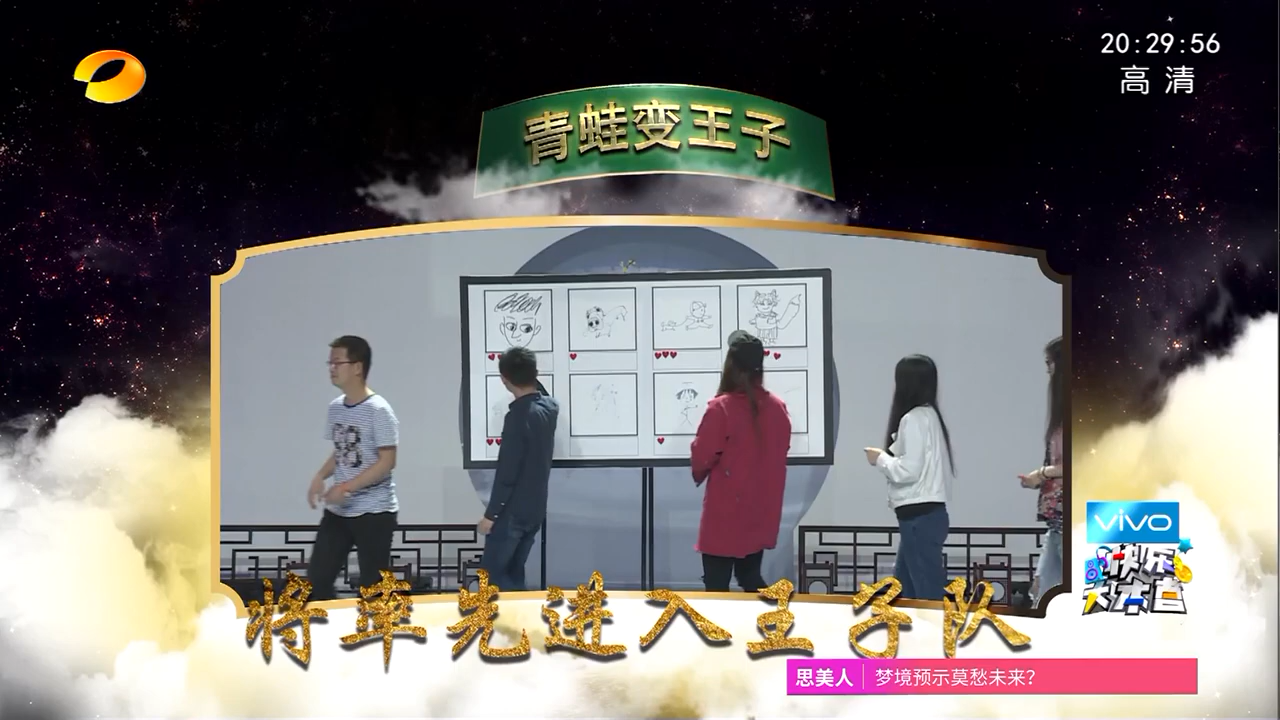 20:29:56
高清
青蛙变王子
将率先进入王子队
vivo
快乐
大本营
思美人 梦境预示莫愁未来?